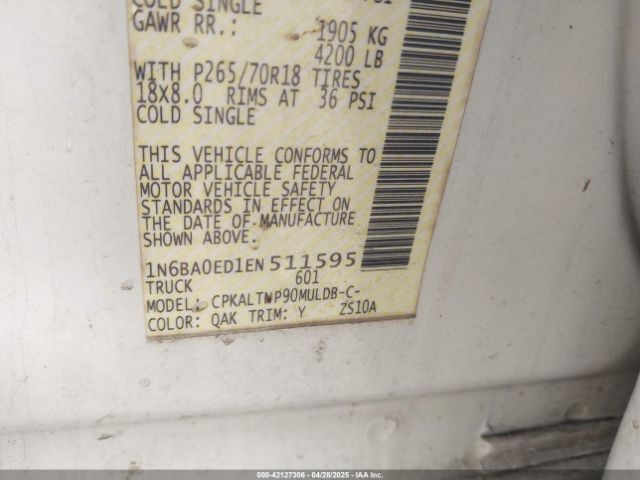 COLD SINGLE
GAWR RR.: 1905 KG
4200 LB
WITH P265/70R18 TIRES
18X8.0 RIMS AT 36 PSI
COLD SINGLE
THIS VEHICLE CONFORMS TO
ALL APPLICABLE FEDERAL
MOTOR VEHICLE SAFETY
STANDARDS IN EFFECT ON
THE DATE OF MANUFACTURE
SHOWN ABOVE.
1N6BA0ED1EN511595
TRUCK 601
MODEL: CPKALTNP90MULDB-C-
COLOR: QAK TRIM: Y ZS10A
000-42127306 04/28/2025 IAA Inc.